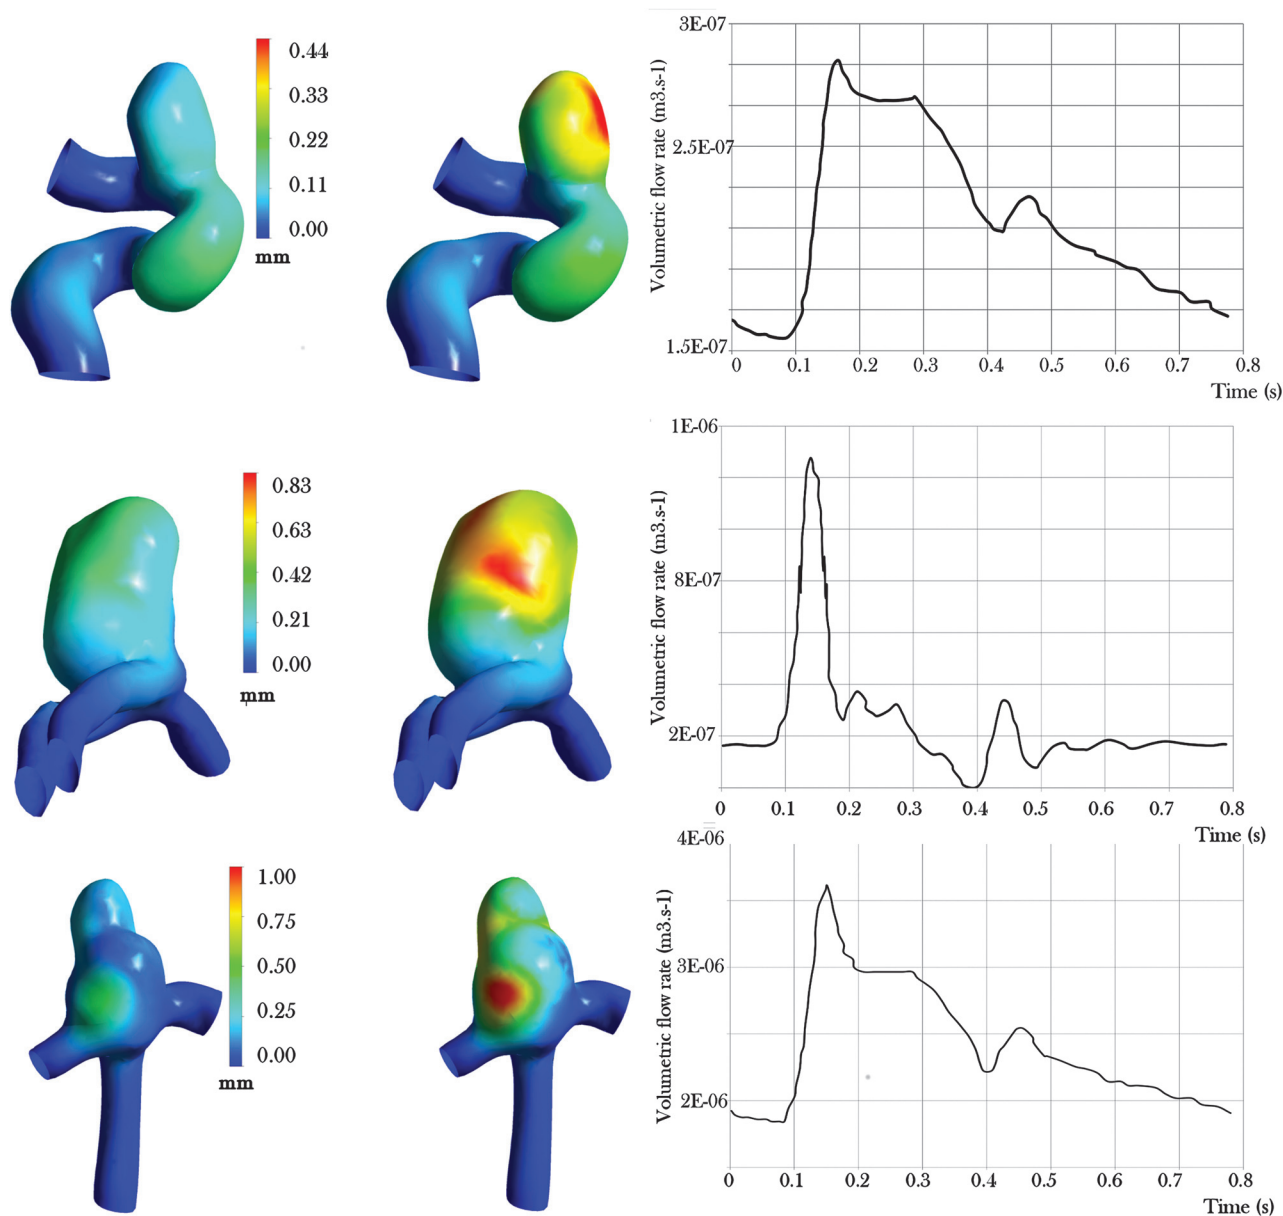 0.44
0.33
0.22
0.11
0.00
mm
3E-07
2.5E-07
1.5E-07
Volumetric flow rate (m3.s-1)
0 0.1 0.2 0.3 0.4 0.5 0.6 0.7 0.8
Time (s)
0.83
0.63
0.42
0.21
0.00
mm
1E-06
8E-07
2E-07
Volumetric flow rate (m3.s-1)
0 0.1 0.2 0.3 0.4 0.5 0.6 0.7 0.8
Time (s)
1.00
0.75
0.50
0.25
0.00
mm
4E-06
3E-06
2E-06
Volumetric flow rate (m3.s-1)
0 0.1 0.2 0.3 0.4 0.5 0.6 0.7 0.8
Time (s)